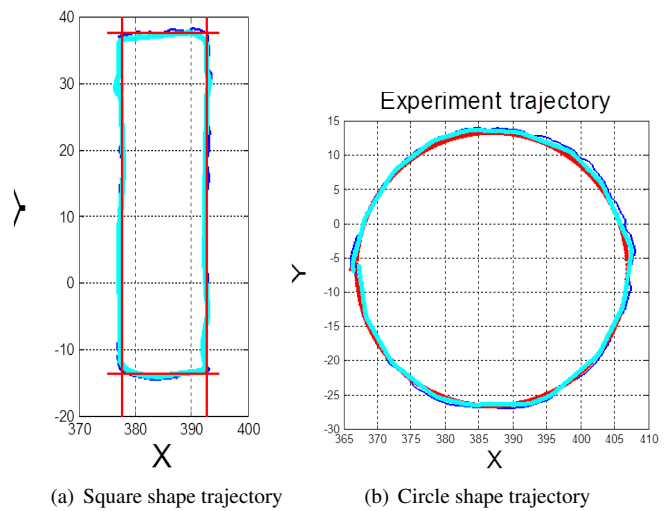 40
30
20
10
0
-10
-20
370 380 390 400
Y
X
Experiment trajectory
15
10
5
0
-5
-10
-15
-20
-25
-30
365 370 375 380 385 390 395 400 405 410
Y
X
(a) Square shape trajectory
(b) Circle shape trajectory